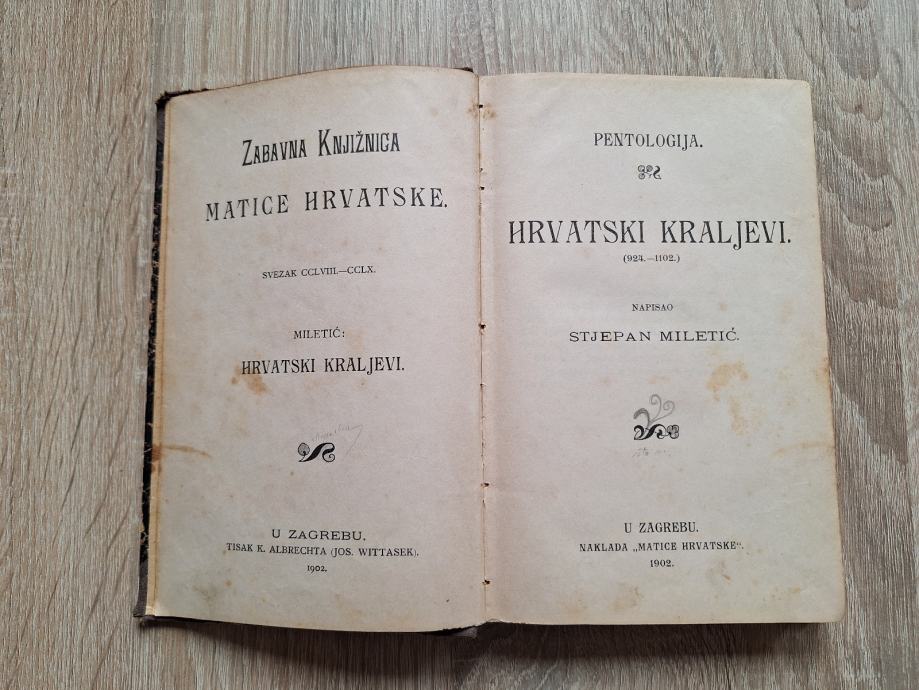 ZABAVNA KNJIŽNICA
MATICE HRVATSKE.
SVEZAK CCLVIII.—CCLX.
MILETIĆ:
HRVATSKI KRALJEVI.
U ZAGREBU.
TISAK K. ALBRECHTA (JOS. WITTASEK).
1902.
PENTOLOGIJA.
HRVATSKI KRALJEVI.
(924.—1102.)
NAPISAO
STJEPAN MILETIĆ.
U ZAGREBU.
NAKLADA „MATICE HRVATSKE“.
1902.